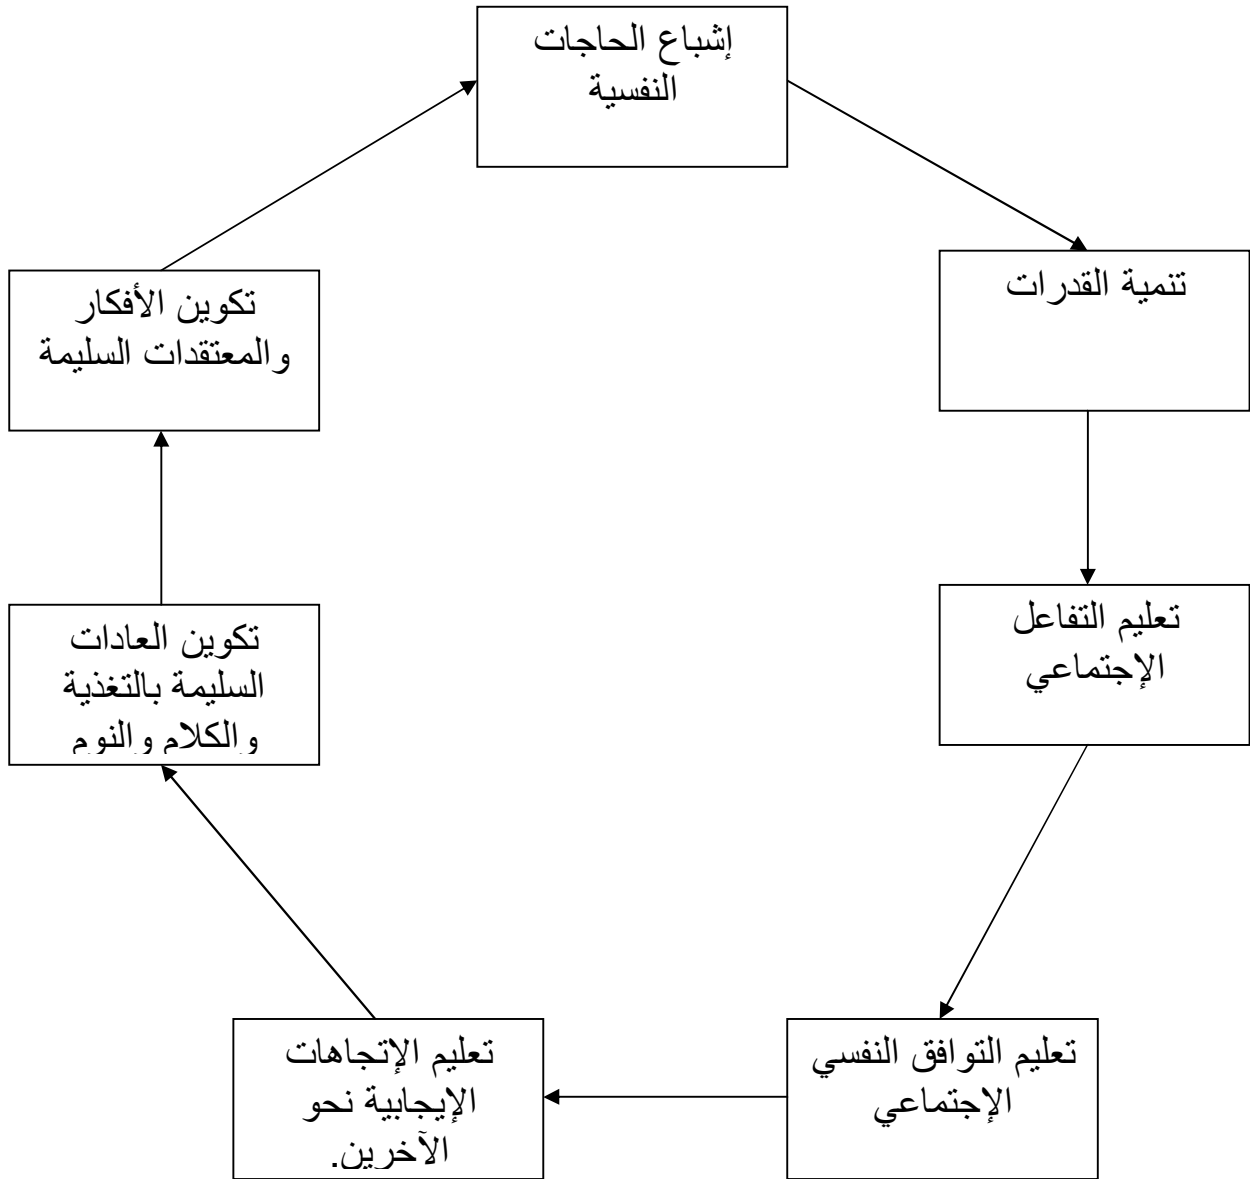 إشباع الحاجات
النفسية
تنمية القدرات
تعليم التفاعل
الإجتماعي
تعليم التوافق النفسي
الإجتماعي
تعليم الإتجاهات
الإيجابية نحو
الآخرين.
تكوين العادات
السليمة بالتغذية
والكلام والنوم
تكوين الأفكار
والمعتقدات السليمة